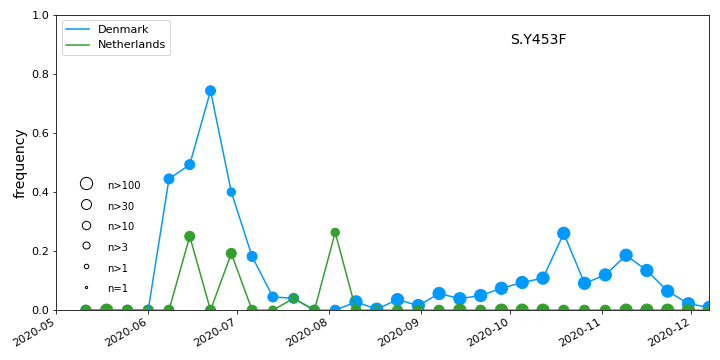 1.0
Denmark
Netherlands
S.Y453F
0.8
0.6
frequency
0.4
n>100
n>30
n>10
0.2
n>3
n>1
n=1
0.0
2020-05
2020-06
2020-07
2020-08
2020-09
2020-10
2020-11
2020-12